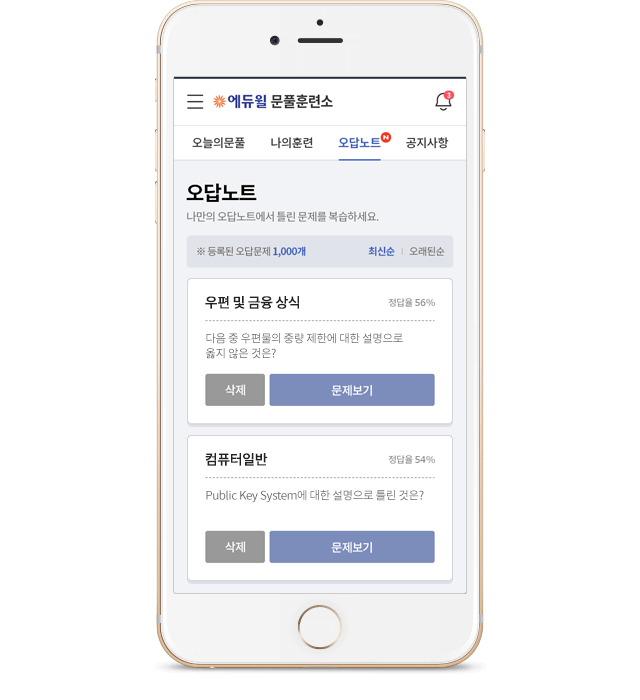 에듀윌 문풀훈련소
3
오늘의문풀 나의훈련 오답노트 N 공지사항
오답노트
나만의 오답노트에서 틀린 문제를 복습하세요.
※ 등록된 오답문제 1,000개 최신순 | 오래된순
우편 및 금융 상식 정답율 56%
다음 중 우편물의 중량 제한에 대한 설명으로
옳지 않은 것은?
삭제 문제보기
컴퓨터일반 정답율 54%
Public Key System에 대한 설명으로 틀린 것은?
삭제 문제보기